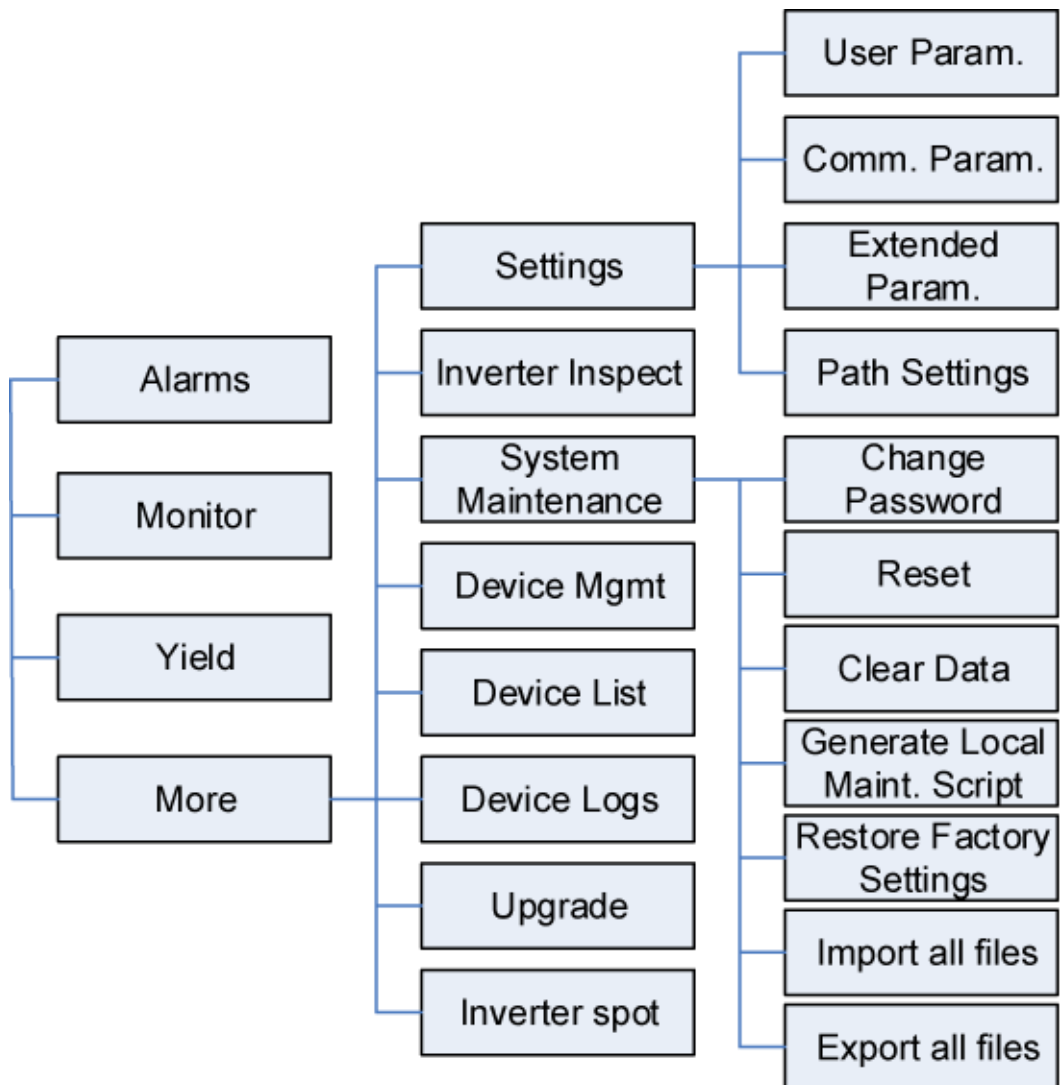 Alarms
Monitor
Yield
More
Settings
Inverter Inspect
System
Maintenance
Device Mgmt
Device List
Device Logs
Upgrade
Inverter spot
User Param.
Comm. Param.
Extended
Param.
Path Settings
Change
Password
Reset
Clear Data
Generate Local
Maint. Script
Restore Factory
Settings
Import all files
Export all files